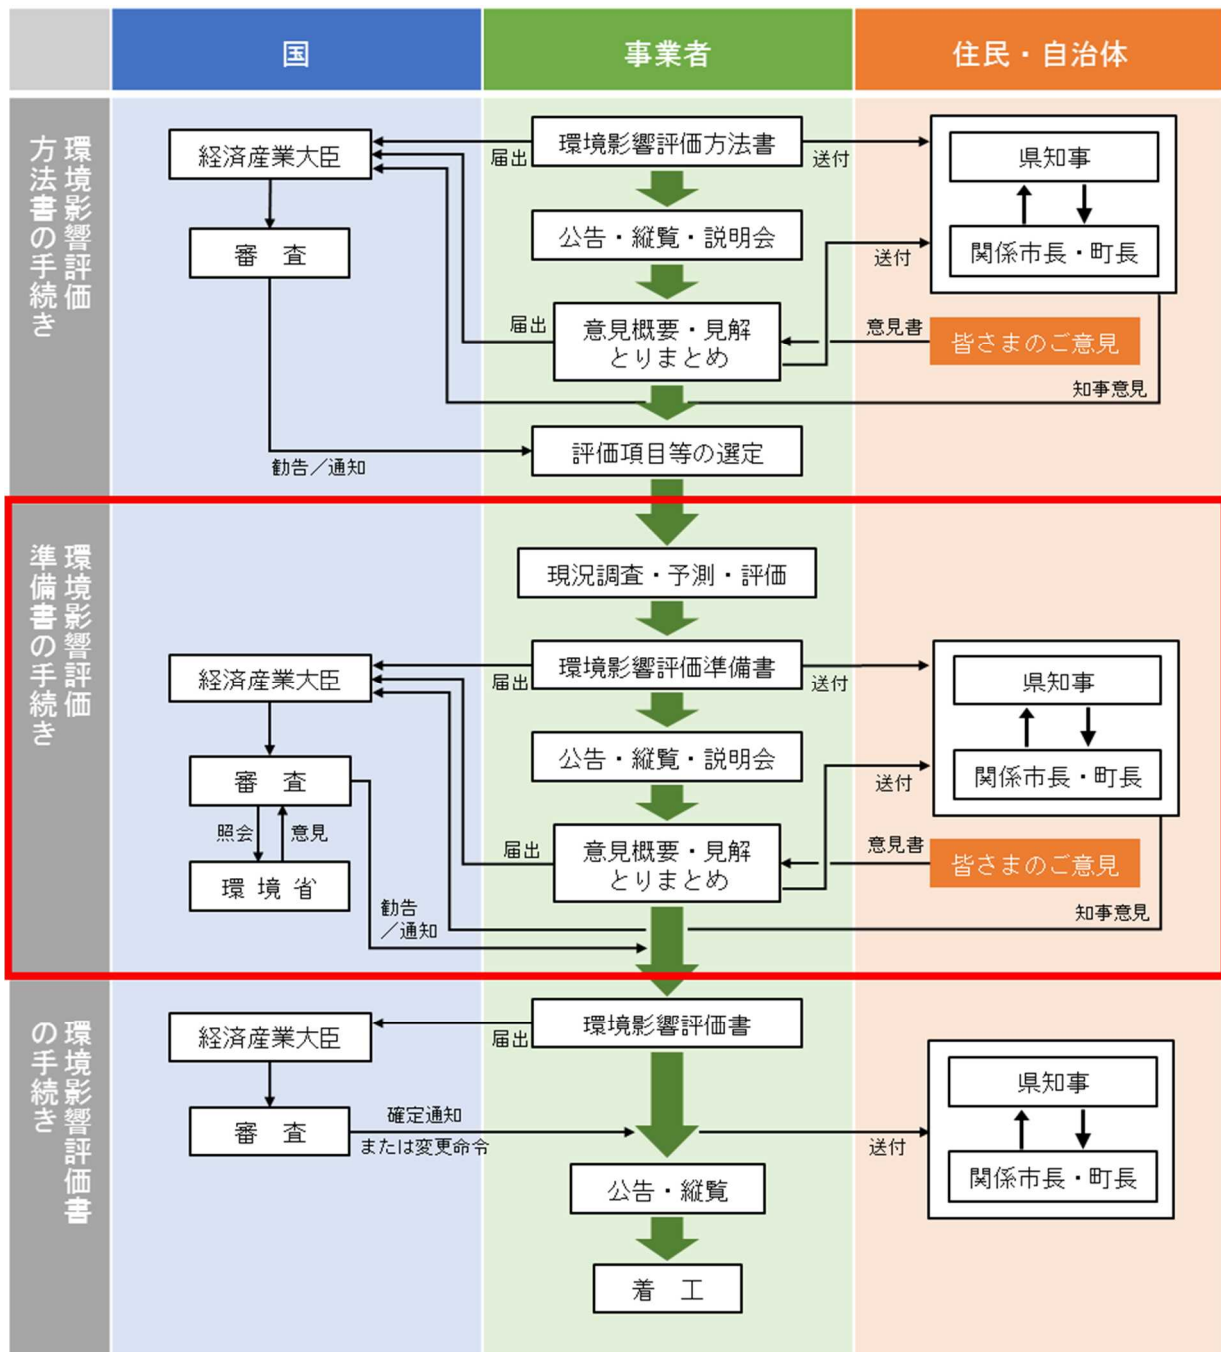 国
事業者
住民・自治体
環境影響評価
方法書の手続き
経済産業大臣
届出
環境影響評価方法書
送付
県知事
審　査
公告・縦覧・説明会
送付
関係市長・町長
届出
意見概要・見解
とりまとめ
意見書
皆さまのご意見
知事意見
勧告／通知
評価項目等の選定
環境影響評価
準備書の手続き
現況調査・予測・評価
経済産業大臣
届出
環境影響評価準備書
送付
県知事
審　査
公告・縦覧・説明会
送付
関係市長・町長
照会
意見
届出
意見概要・見解
とりまとめ
意見書
皆さまのご意見
環 境 省
勧告
／通知
知事意見
環境影響評価書
の手続き
経済産業大臣
届出
環境影響評価書
県知事
審　査
確定通知
または変更命令
送付
関係市長・町長
公告・縦覧
着　工